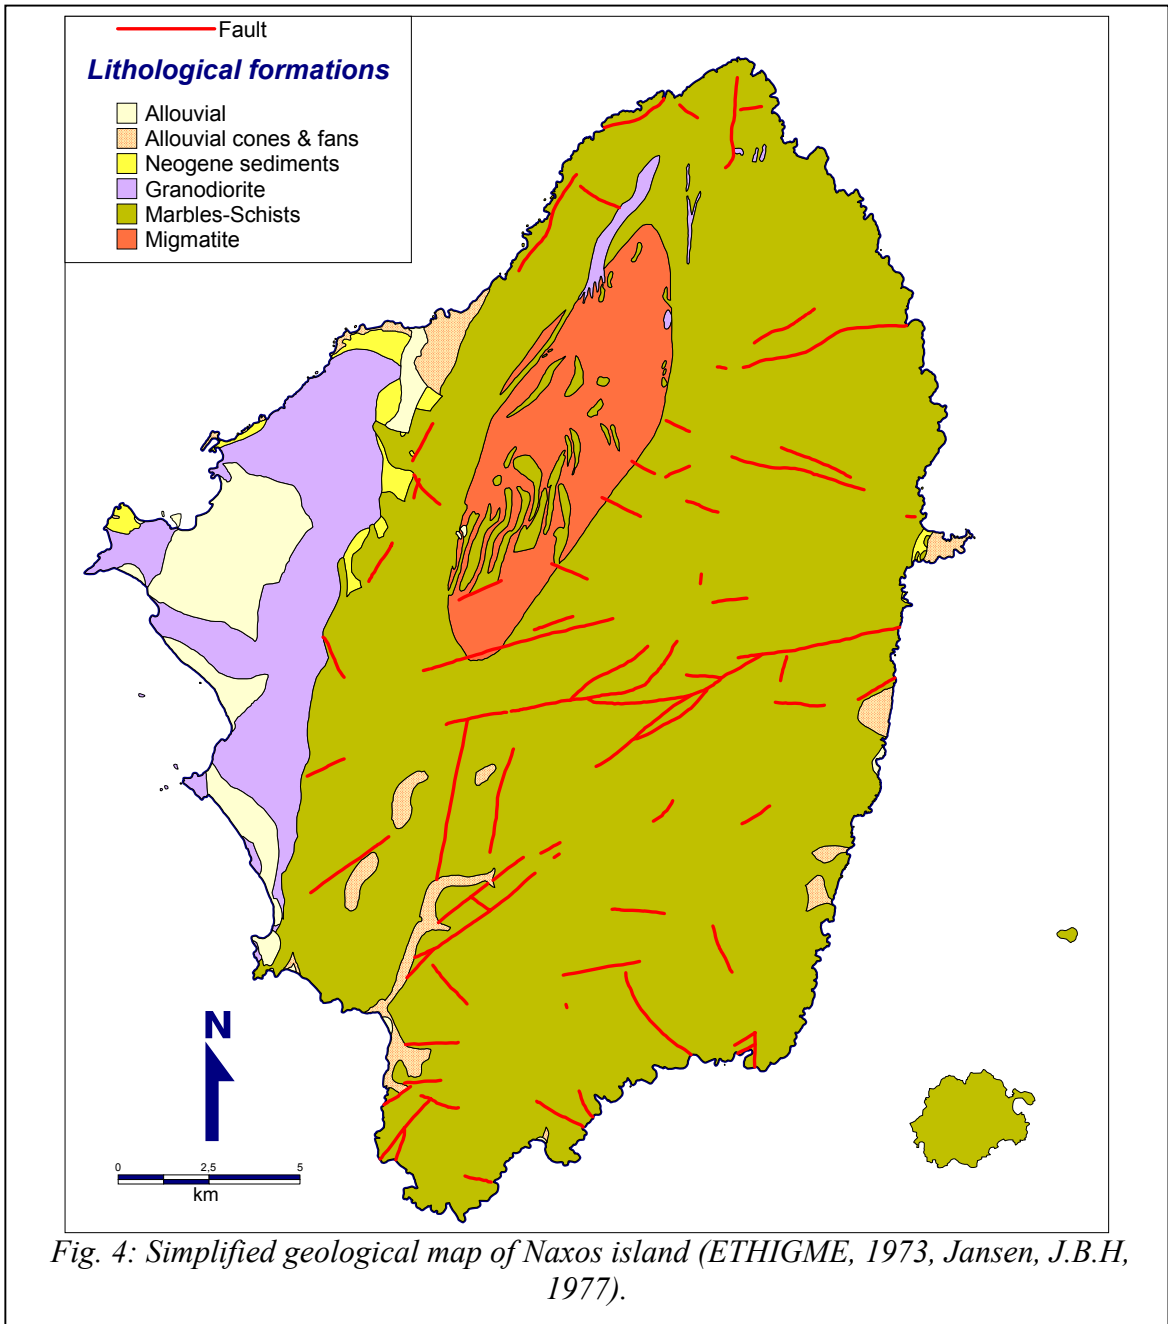 Fault
Lithological formations
Allouvial
Allouvial cones & fans
Neogene sediments
Granodiorite
Marbles-Schists
Migmatite
N
0 2,5 5
km
Fig. 4: Simplified geological map of Naxos island (ETHIGME, 1973, Jansen, J.B.H,
1977).